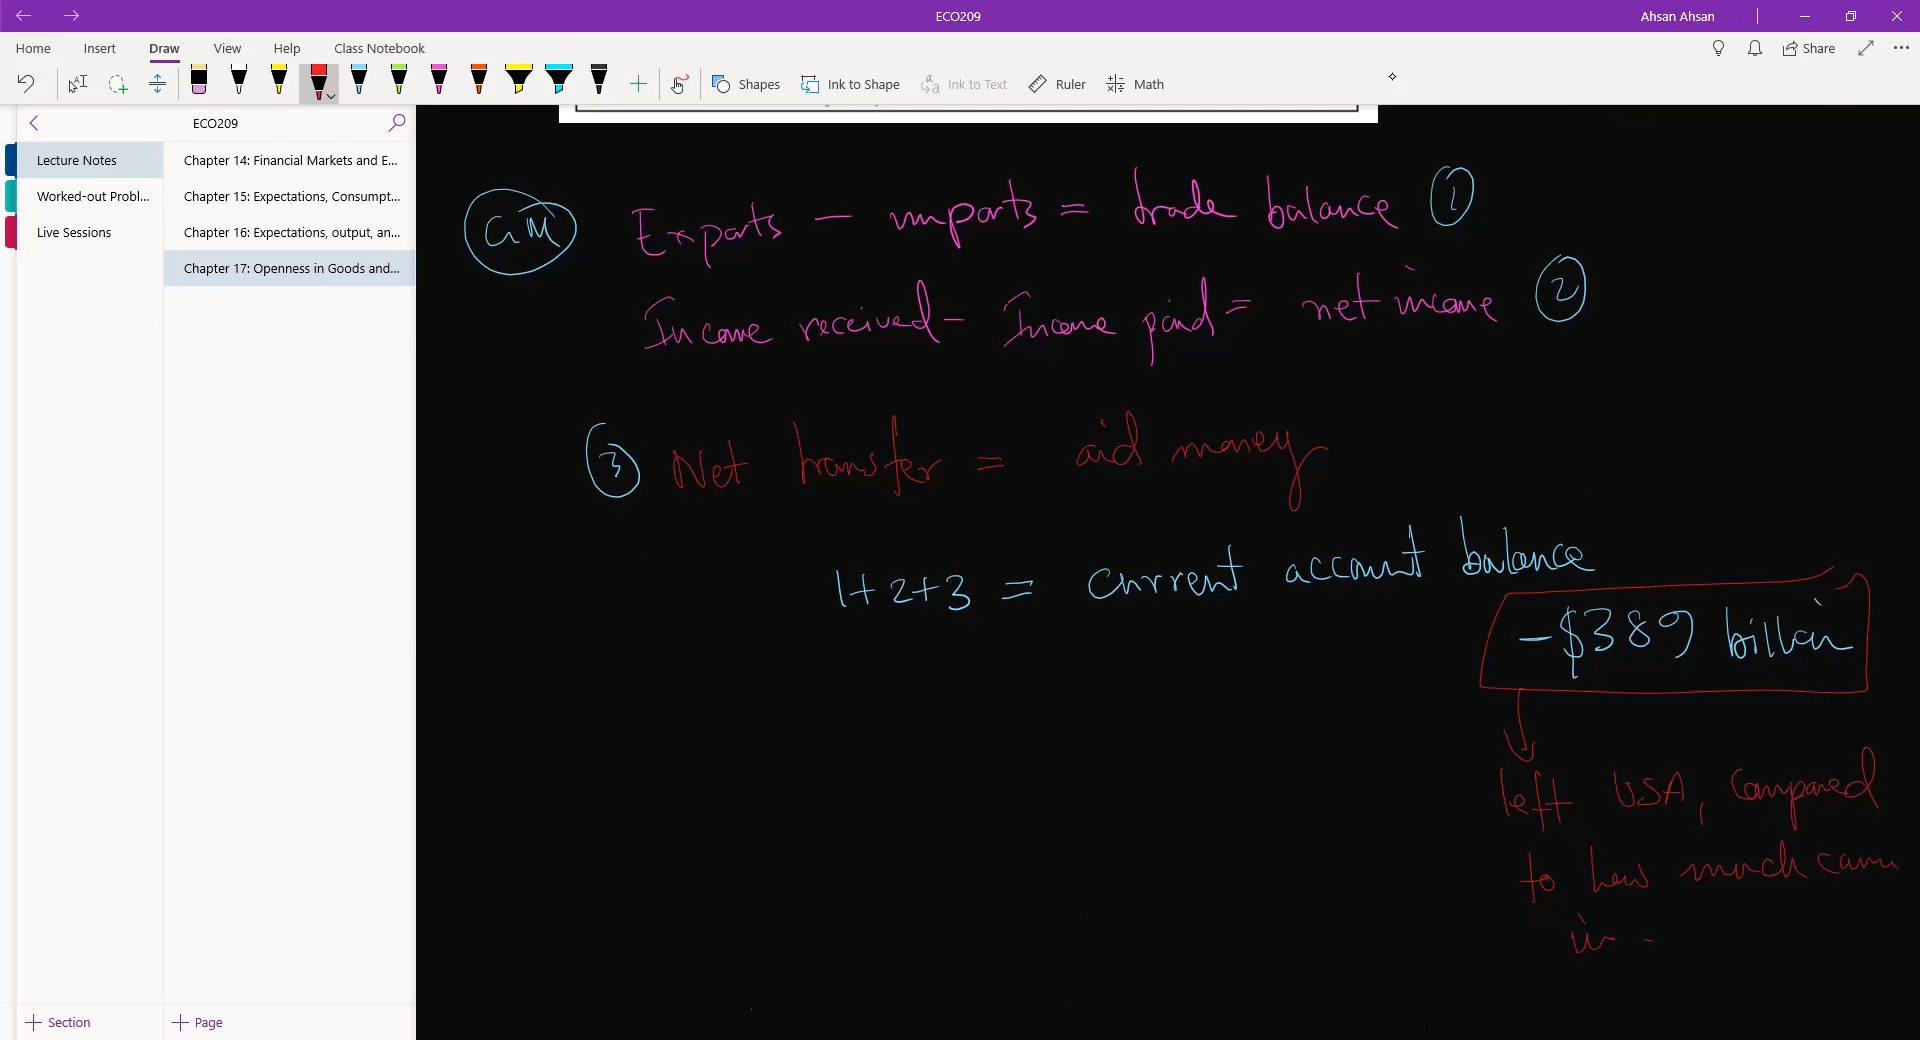 ECO209
Ahsan Ahsan
Home Insert Draw View Help Class Notebook
Share
Shapes Ink to Shape Ink to Text Ruler Math
ECO209
Lecture Notes
Worked-out Probl...
Live Sessions
Chapter 14: Financial Markets and E...
Chapter 15: Expectations, Consumpt...
Chapter 16: Expectations, output, an...
Chapter 17: Openness in Goods and...
GM Exports - imports = trade balance 1
Income received - Income paid = net income 2
3 Net transfer = aid money
1+2+3 = current account balance
-$389 billion
left USA, compared
to how much came
in -
+ Section
+ Page